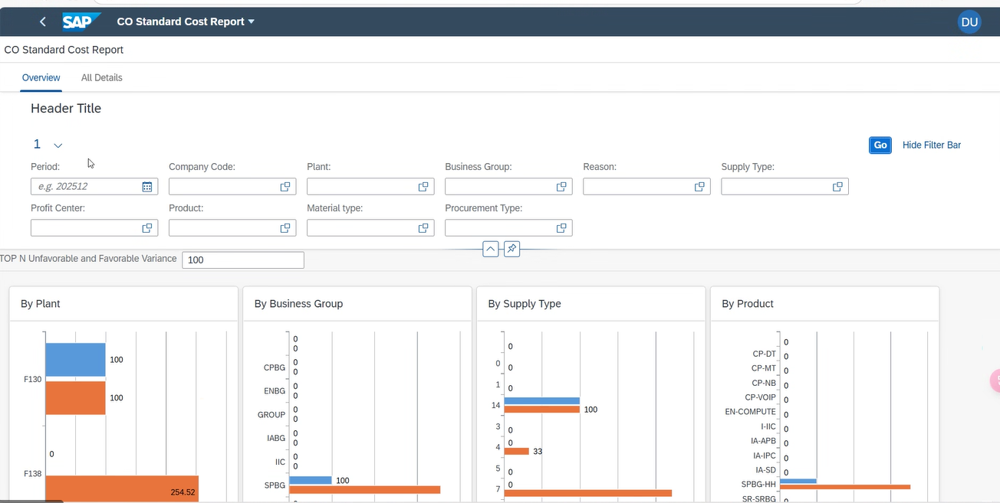 SAP CO Standard Cost Report DU
CO Standard Cost Report
Overview All Details
Header Title
1 Go Hide Filter Bar
Period: Company Code: Plant: Business Group: Reason: Supply Type:
e.g. 202512
Profit Center: Product: Material type: Procurement Type:
TOP N Unfavorable and Favorable Variance 100
By Plant
100
F130
100
0
F138
254.52
By Business Group
0
0
CPBG 0
0
ENBG 0
0
GROUP 0
0
IABG 0
0
IIC 0
0
SPBG 100
By Supply Type
0
0 0
1 0
14 100
3 0
4 0
33
5 0
7 0
By Product
0
CP-DT 0
CP-MT 0
CP-NB 0
CP-VOIP 0
EN-COMPUTE 0
I-IIC 0
IA-APB 0
IA-IPC 0
IA-SD 0
SPBG-HH
SR-SRBG